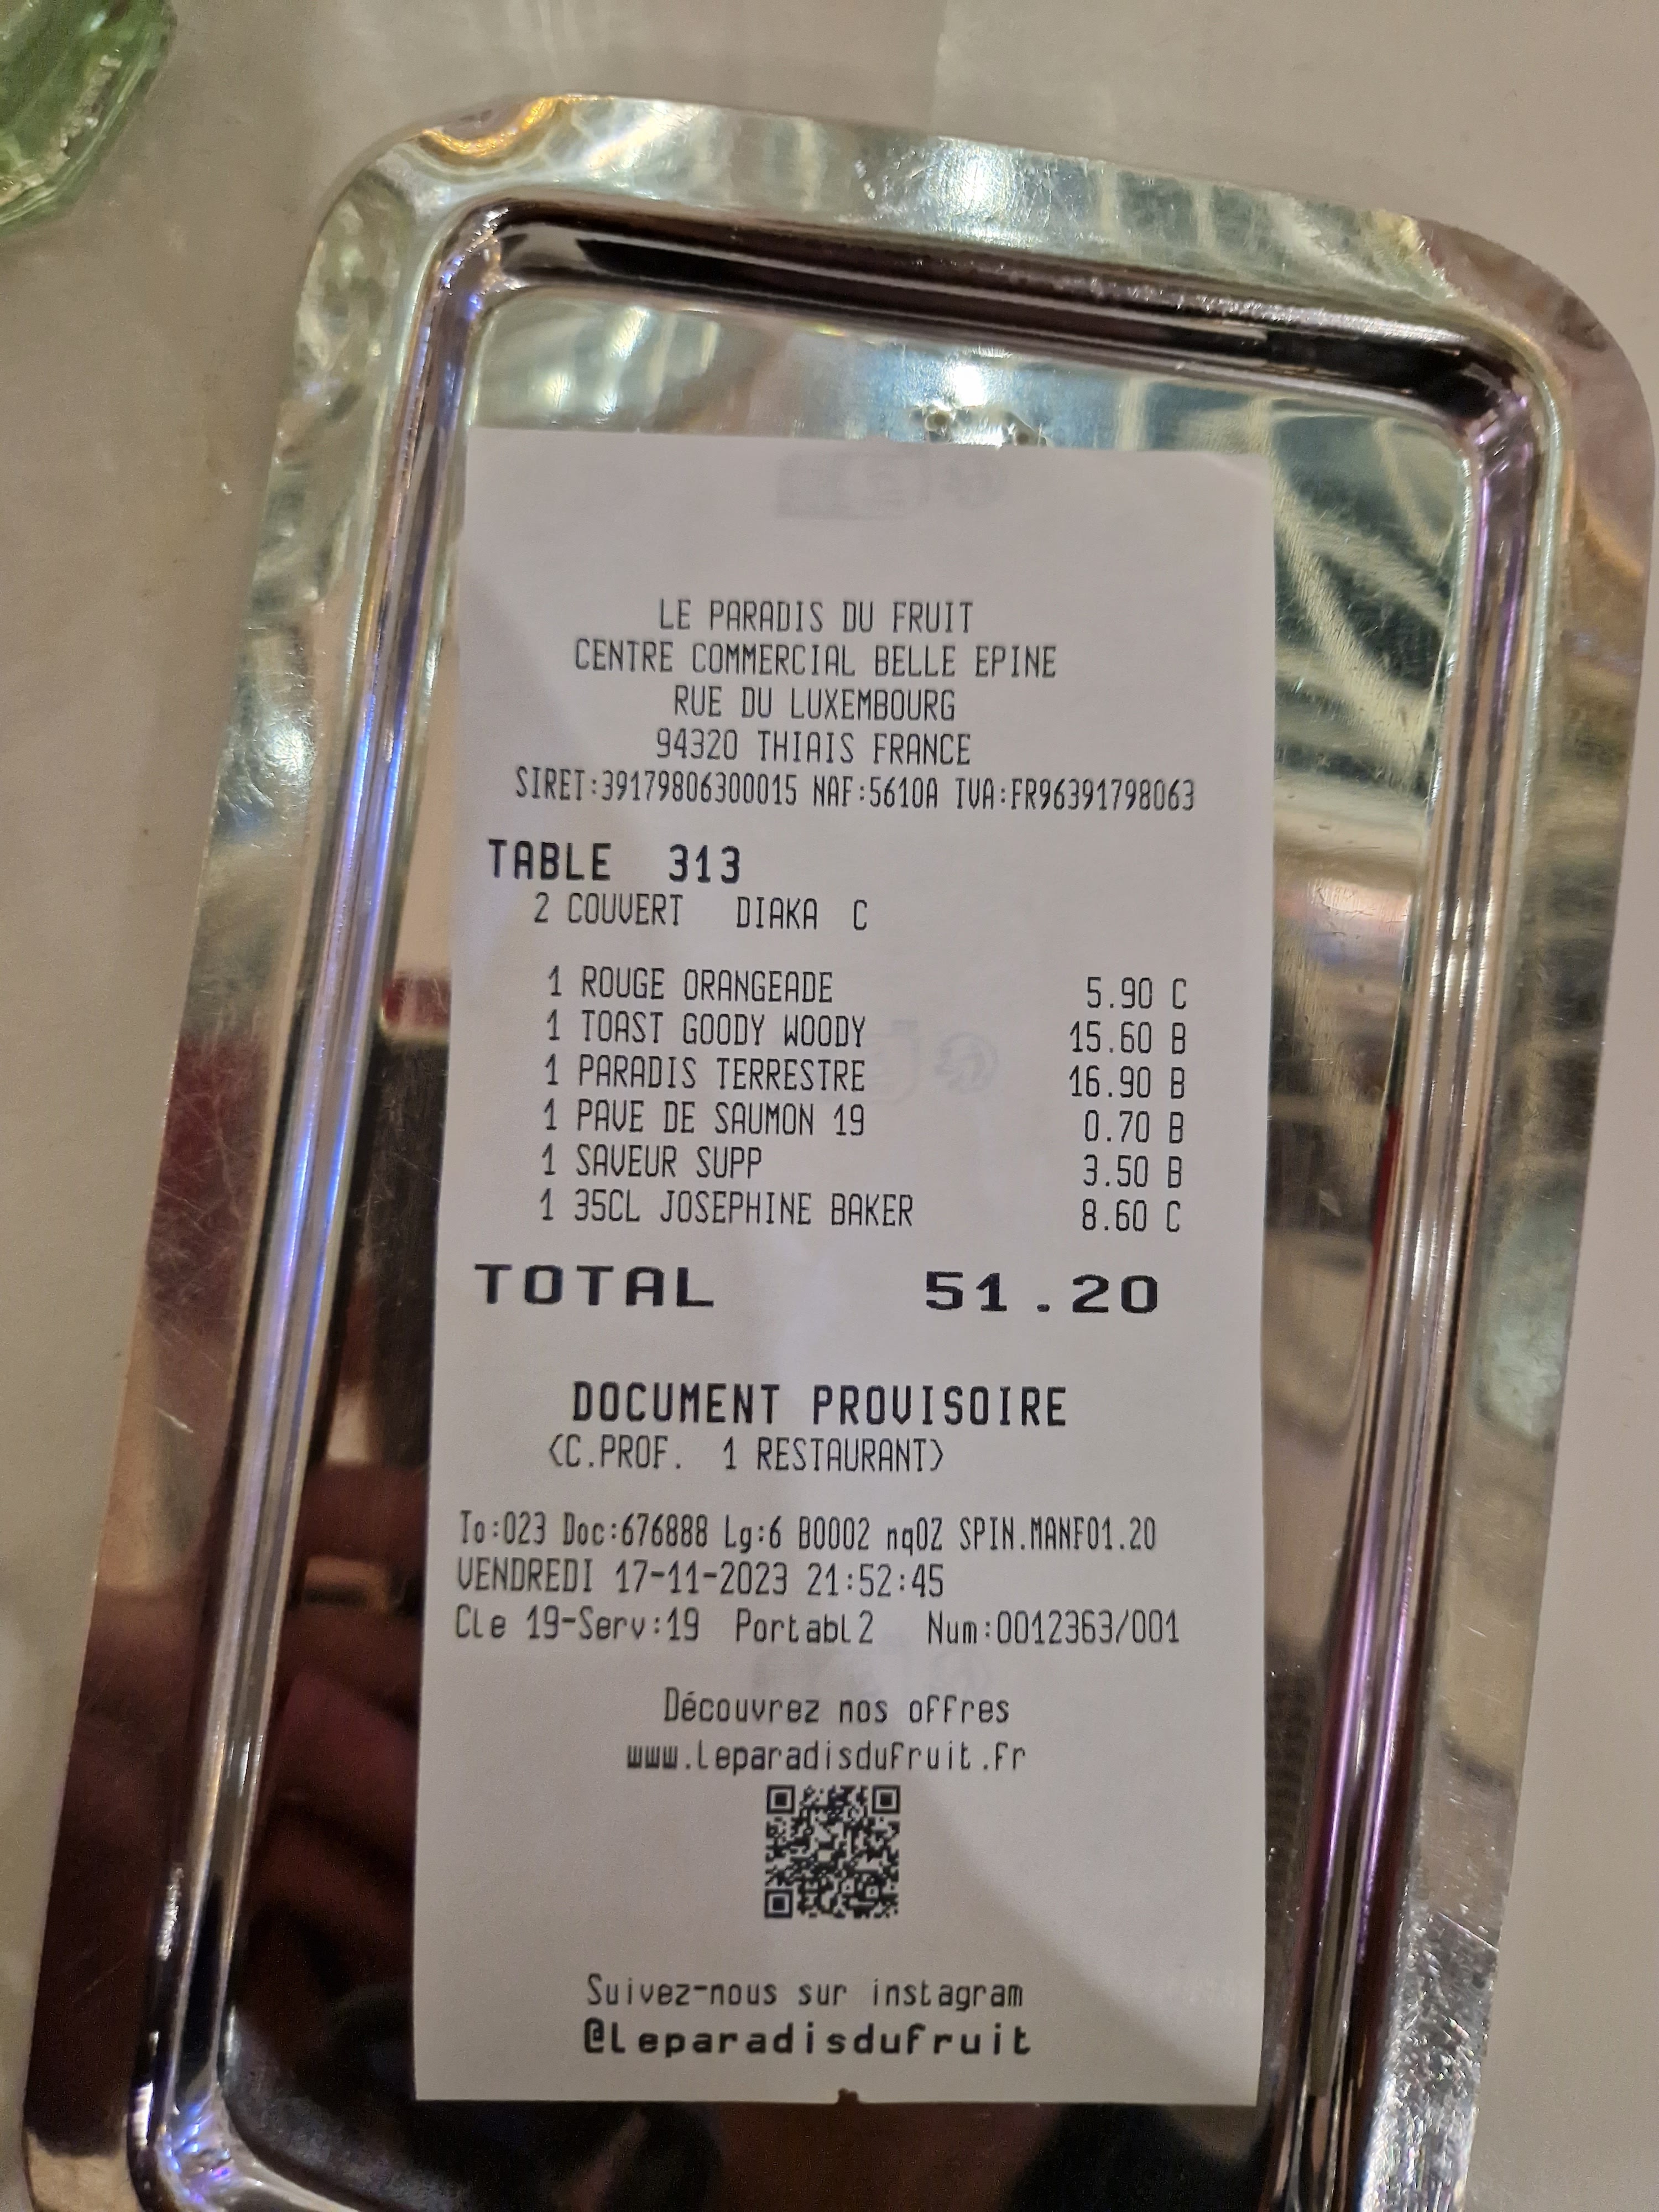 LE PARADIS DU FRUIT
CENTRE COMMERCIAL BELLE EPINE
RUE DU LUXEMBOURG
94320 THIAIS FRANCE
SIRET:39179806300015 NAF:5610A TVA:FR96391798063
TABLE 313
2 COUVERT DIAKA C
1 ROUGE ORANGEADE 5.90 C
1 TOAST GOODY WOODY 15.60 B
1 PARADIS TERRESTRE 16.90 B
1 PAVE DE SAUMON 19 0.70 B
1 SAVEUR SUPP 3.50 B
1 35CL JOSEPHINE BAKER 8.60 C
TOTAL 51.20
DOCUMENT PROVISOIRE
<C.PROF. 1 RESTAURANT>
To:023 Doc:676888 Lg:6 B0002 nqOZ SPIN.MANF01.20
VENDREDI 17-11-2023 21:52:45
Cle 19-Serv:19 Portabl2 Num:0012363/001
Découvrez nos offres
www.leparadisdufruit.fr
Suivez-nous sur instagram
@leparadisdufruit